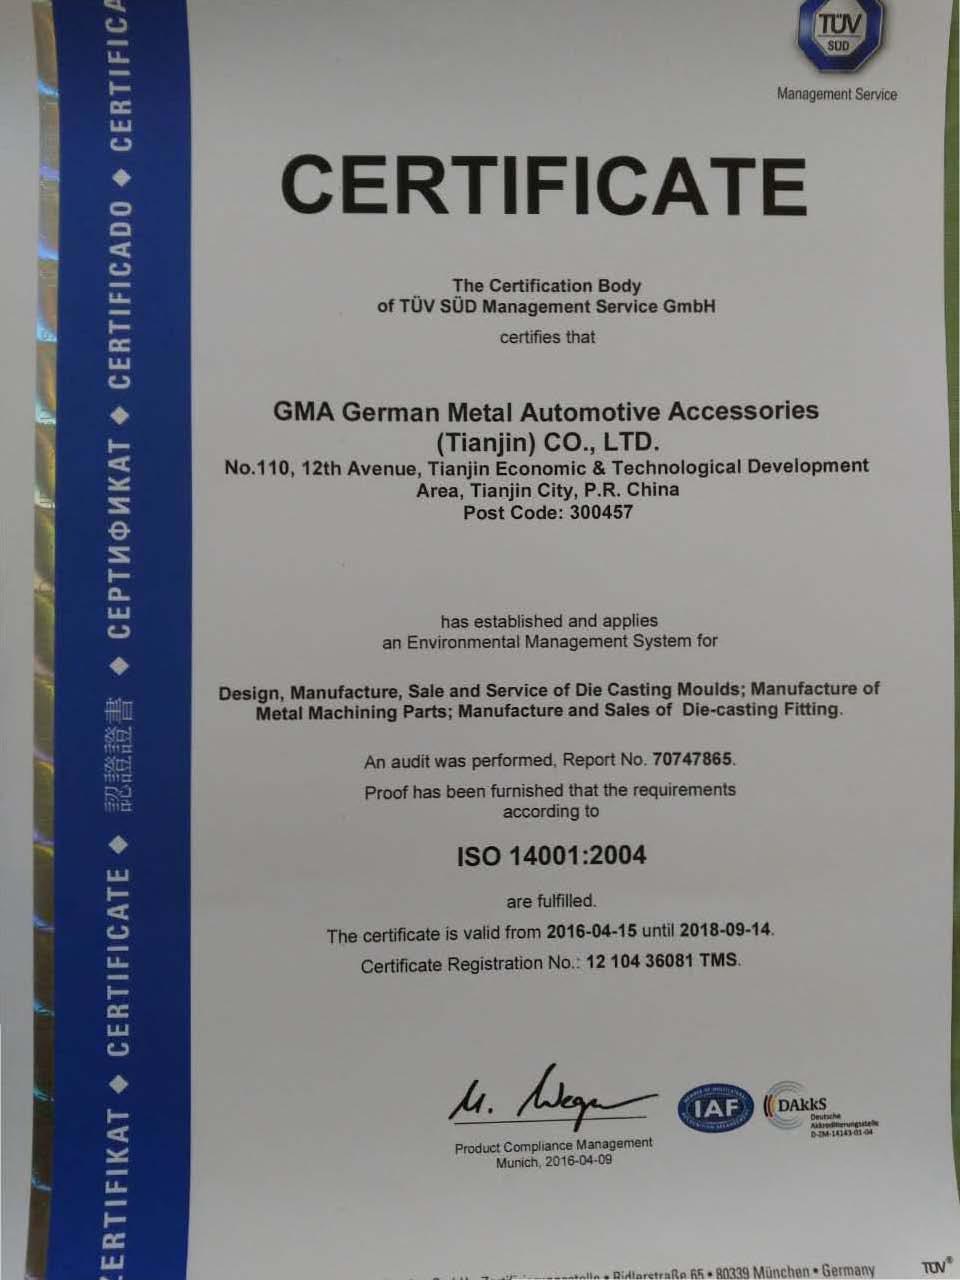 TÜV
SÜD
Management Service
CERTIFICATE
The Certification Body
of TÜV SÜD Management Service GmbH
certifies that
GMA German Metal Automotive Accessories
(Tianjin) CO., LTD.
No.110, 12th Avenue, Tianjin Economic & Technological Development
Area, Tianjin City, P.R. China
Post Code: 300457
has established and applies
an Environmental Management System for
Design, Manufacture, Sale and Service of Die Casting Moulds; Manufacture of
Metal Machining Parts; Manufacture and Sales of Die-casting Fitting.
An audit was performed, Report No. 70747865.
Proof has been furnished that the requirements
according to
ISO 14001:2004
are fulfilled.
The certificate is valid from 2016-04-15 until 2018-09-14.
Certificate Registration No.: 12 104 36081 TMS.
Product Compliance Management
Munich, 2016-04-09
IAF
DAkkS
Deutsche
Akkreditierungsstelle
D-ZM-14143-01-04
Ridlerstraße 65 • 80339 München • Germany
TÜV®
ZERTIFIKAT ◆ CERTIFICATE ◆ 認證證書 ◆ СЕРТИФИКАТ ◆ CERTIFICADO ◆ CERTIFICA